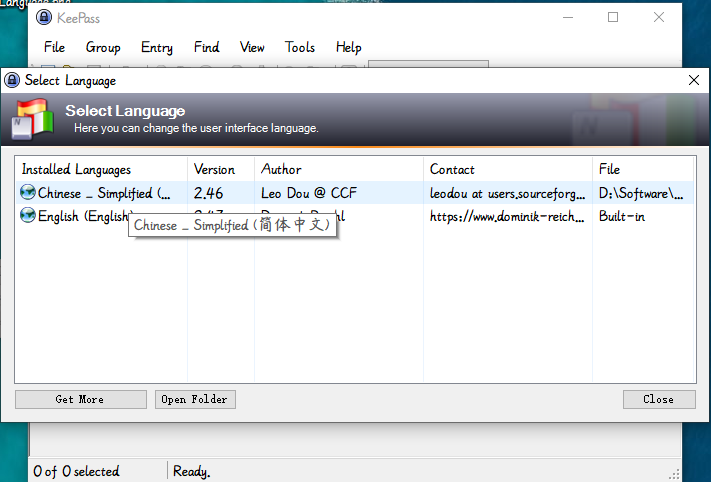 KeePass
File Group Entry Find View Tools Help
Select Language
Select Language
Here you can change the user interface language.
Installed Languages Version Author Contact File
Chinese _ Simplified (... 2.46 Leo Dou @ CCF leodou at users.sourceforg... D:\Software\...
English (English) https://www.dominik-reich... Built-in
Chinese _ Simplified (简体中文)
Get More Open Folder Close
0 of 0 selected Ready.